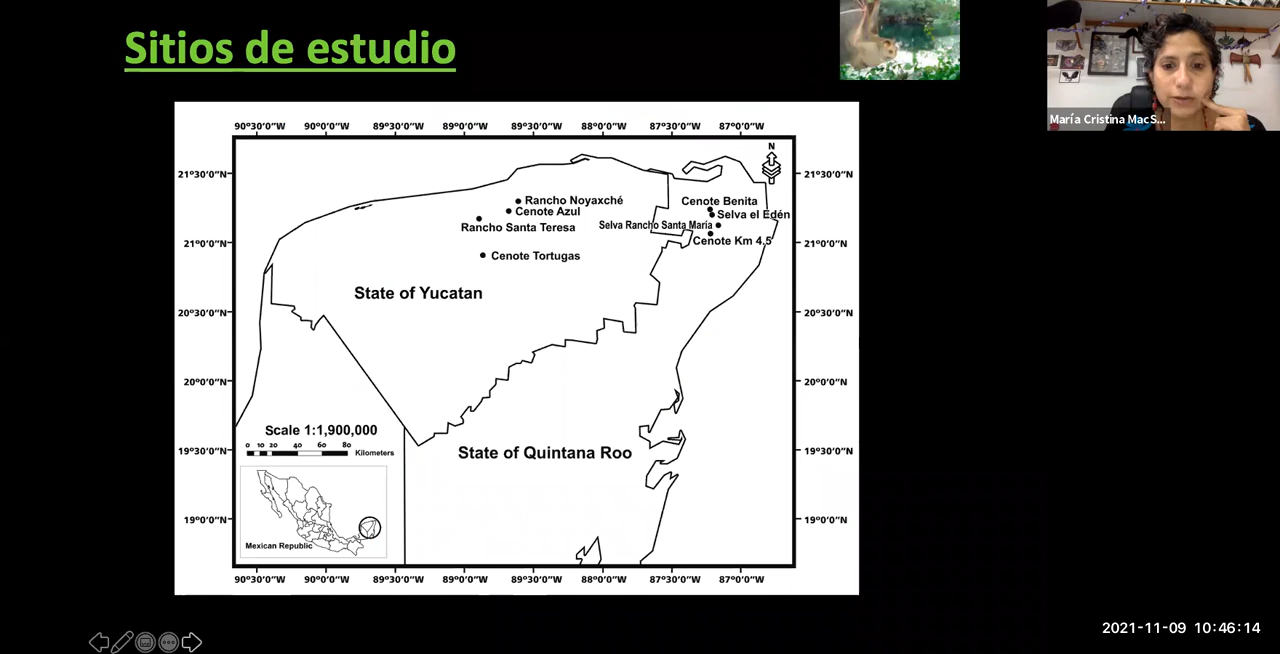 Sitios de estudio
María Cristina MacS...
90°30'0"W 90°0'0"W 89°30'0"W 89°0'0"W 89°30'0"W 88°0'0"W 87°30'0"W 87°0'0"W
N
21°30'0"N 21°30'0"N
Rancho Noyaxché
Cenote Benita
Cenote Azul
Selva el Edén
Rancho Santa Teresa
Selva Rancho Santa María
21°0'0"N 21°0'0"N
Cenote Km 4.5
Cenote Tortugas
State of Yucatan
20°30'0"N 20°30'0"N
20°0'0"N 20°0'0"N
Scale 1:1,900,000
0 10 20 40 60 80
Kilometers
19°30'0"N 19°30'0"N
State of Quintana Roo
19°0'0"N 19°0'0"N
Mexican Republic
90°30'0"W 90°0'0"W 89°30'0"W 89°0'0"W 89°30'0"W 88°0'0"W 87°30'0"W 87°0'0"W
2021-11-09 10:46:14